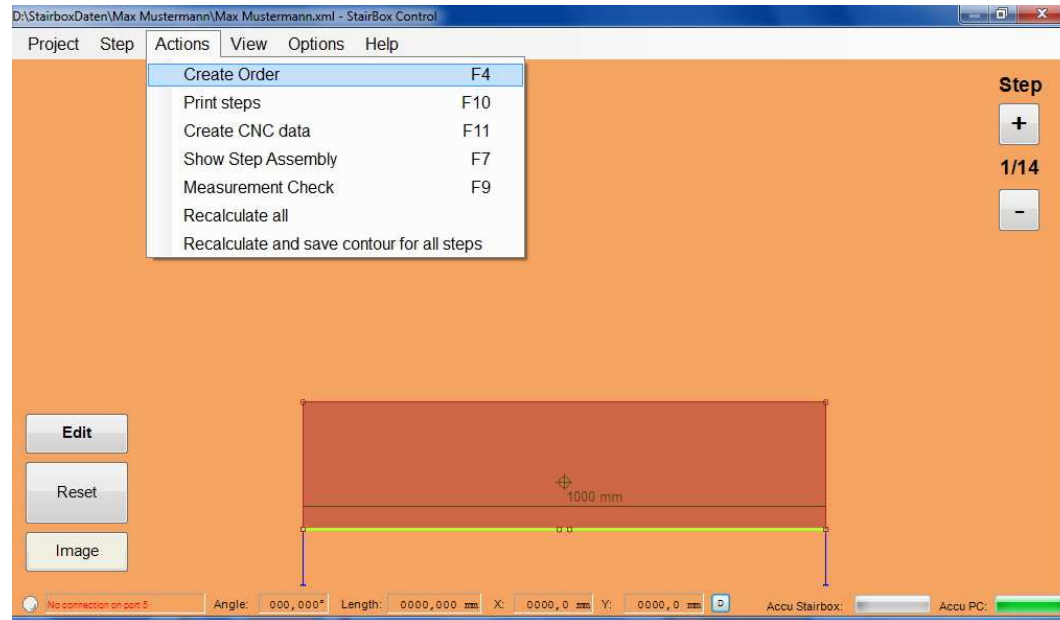 D:\StairboxDaten\Max Mustermann\Max Mustermann.xml - StairBox Control
Project Step Actions View Options Help
Create Order F4
Print steps F10
Create CNC data F11
Show Step Assembly F7
Measurement Check F9
Recalculate all
Recalculate and save contour for all steps
Step
+
1/14
-
Edit
Reset
Image
1000 mm
No connection on port 5 Angle: 000,000° Length: 0000,000 mm X: 0000,0 mm Y: 0000,0 mm D Accu Stairbox: Accu PC: